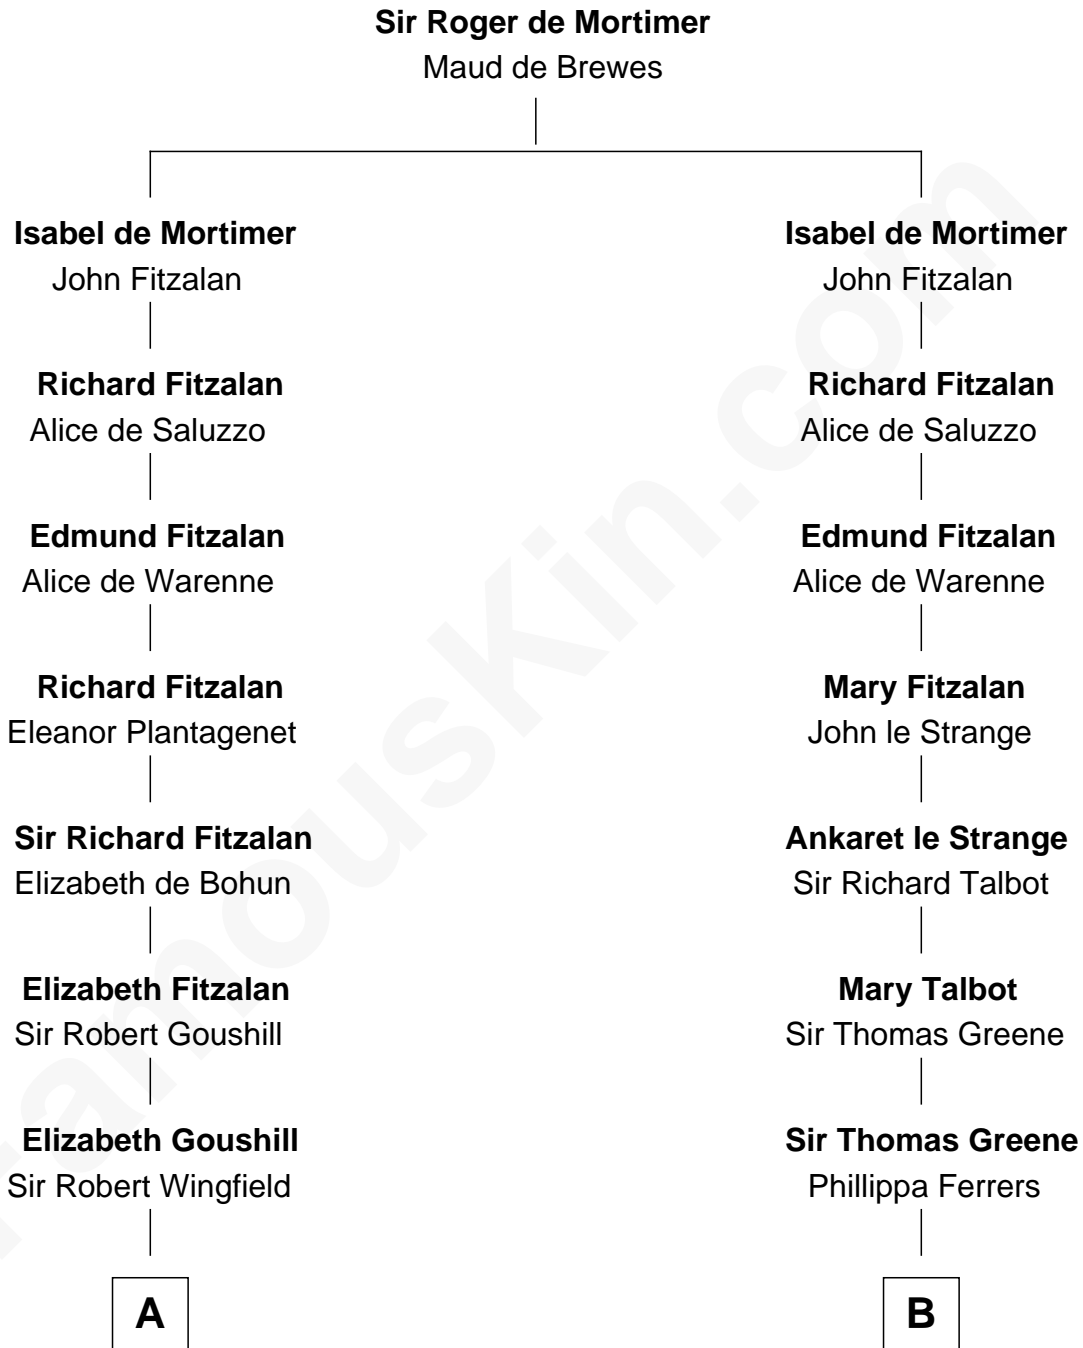 Sir Roger de Mortimer
Maud de Brewes
Isabel de Mortimer
John Fitzalan
Richard Fitzalan
Alice de Saluzzo
Edmund Fitzalan
Alice de Warenne
Richard Fitzalan
Eleanor Plantagenet
Sir Richard Fitzalan
Elizabeth de Bohun
Elizabeth Fitzalan
Sir Robert Goushill
Elizabeth Goushill
Sir Robert Wingfield
A
Isabel de Mortimer
John Fitzalan
Richard Fitzalan
Alice de Saluzzo
Edmund Fitzalan
Alice de Warenne
Mary Fitzalan
John le Strange
Ankaret le Strange
Sir Richard Talbot
Mary Talbot
Sir Thomas Greene
Sir Thomas Greene
Phillippa Ferrers
B
FamousKin.com